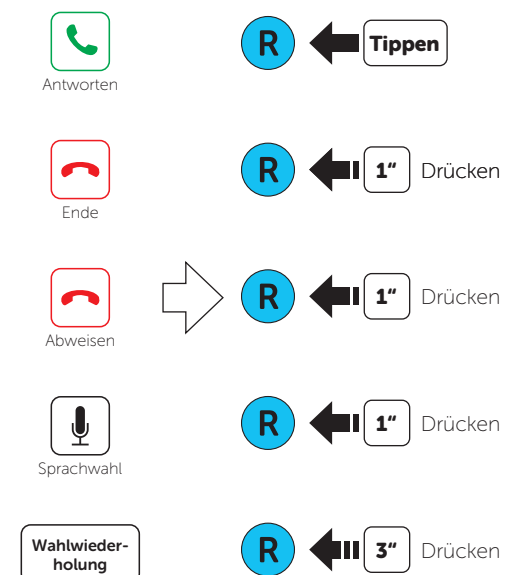 R Tippen
Antworten
R 1“ Drücken
Ende
R 1“ Drücken
Abweisen
R 1“ Drücken
Sprachwahl
Wahlwieder-
holung
R 3“ Drücken